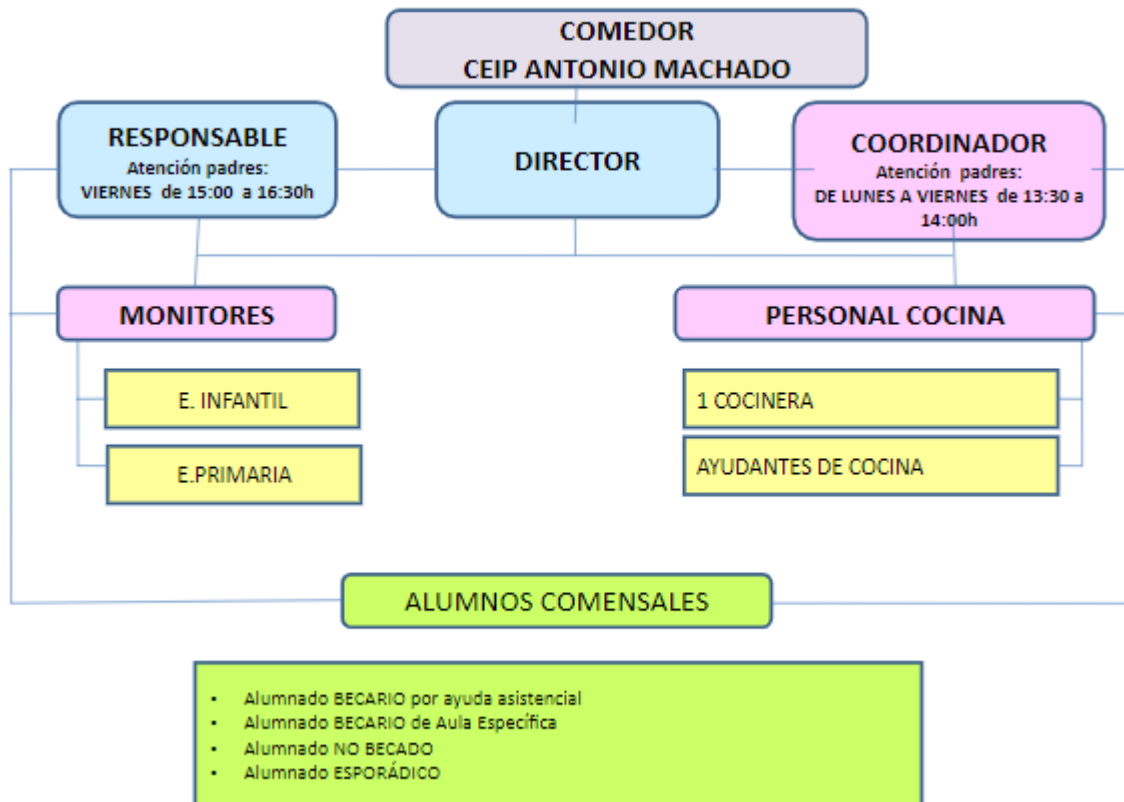 COMEDOR
CEIP ANTONIO MACHADO
RESPONSABLE
Atención padres:
VIERNES de 15:00 a 16:30h
DIRECTOR
COORDINADOR
Atención padres:
DE LUNES A VIERNES de 13:30 a
14:00h
MONITORES
PERSONAL COCINA
E. INFANTIL
1 COCINERA
E.PRIMARIA
AYUDANTES DE COCINA
ALUMNOS COMENSALES
• Alumnado BECARIO por ayuda asistencial
• Alumnado BECARIO de Aula Específica
• Alumnado NO BECADO
• Alumnado ESPORÁDICO